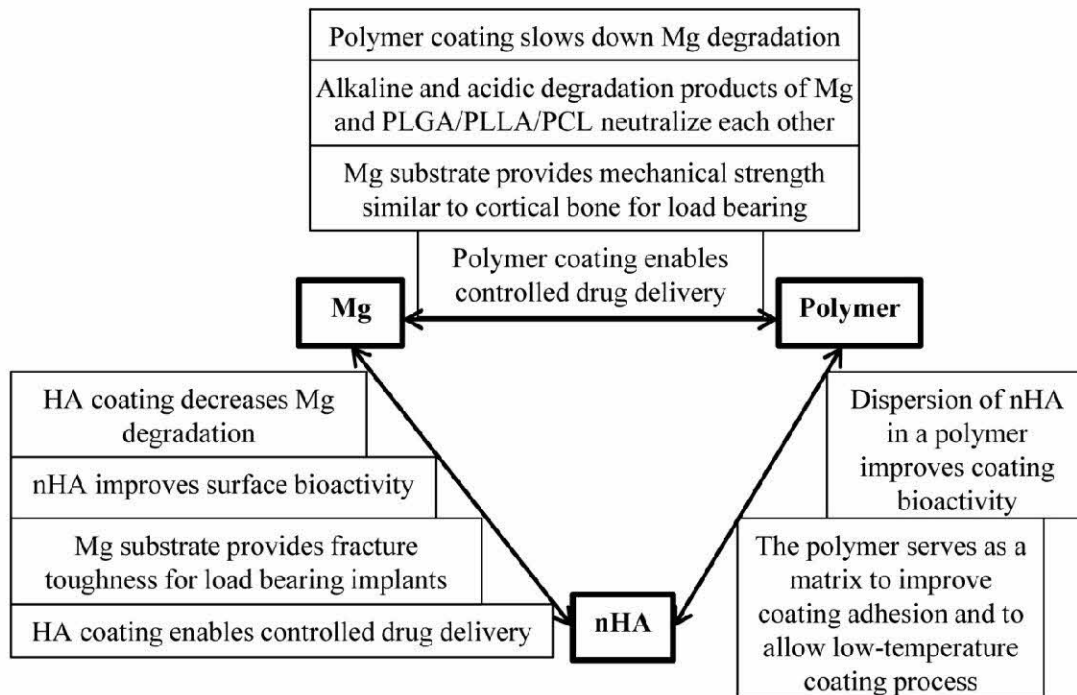 Polymer coating slows down Mg degradation
Alkaline and acidic degradation products of Mg
and PLGA/PLLA/PCL neutralize each other
Mg substrate provides mechanical strength
similar to cortical bone for load bearing
Polymer coating enables
controlled drug delivery
Mg
Polymer
HA coating decreases Mg
degradation
nHA improves surface bioactivity
Mg substrate provides fracture
toughness for load bearing implants
HA coating enables controlled drug delivery
nHA
Dispersion of nHA
in a polymer
improves coating
bioactivity
The polymer serves as a
matrix to improve
coating adhesion and to
allow low-temperature
coating process